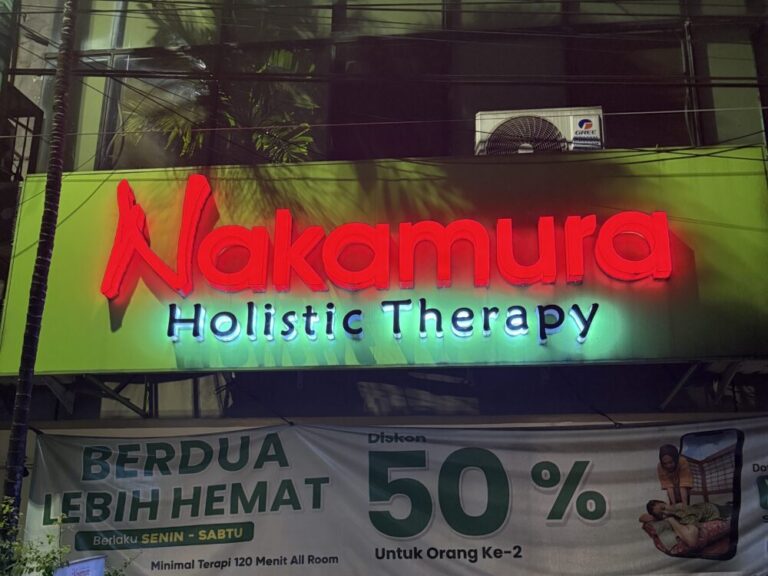 GREE
Nakamura
Holistic Therapy
BERDUA
LEBIH HEMAT
Berlaku SENIN - SABTU
Minimal Terapi 120 Menit All Room
Diskon
50 %
Untuk Orang Ke-2